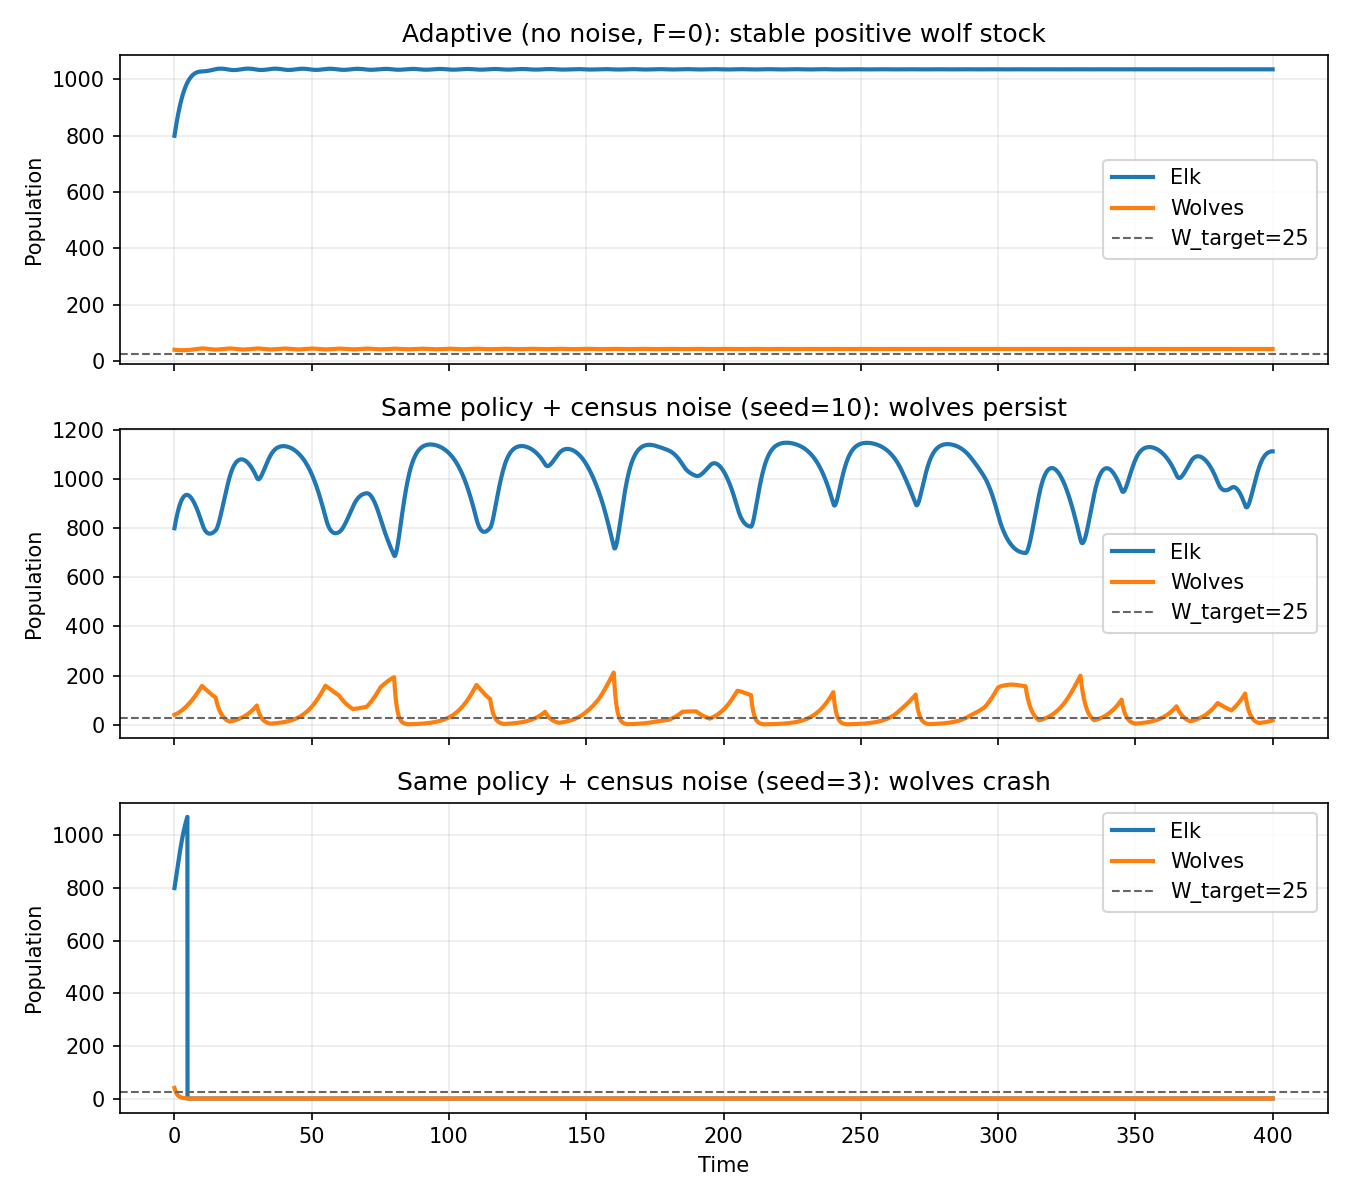 Adaptive (no noise, F=0): stable positive wolf stock
1000
800
600
400
200
0
Population
Elk
Wolves
W_target=25
Same policy + census noise (seed=10): wolves persist
1200
1000
800
600
400
200
0
Population
Elk
Wolves
W_target=25
Same policy + census noise (seed=3): wolves crash
1000
800
600
400
200
0
Population
Elk
Wolves
W_target=25
0 50 100 150 200 250 300 350 400
Time